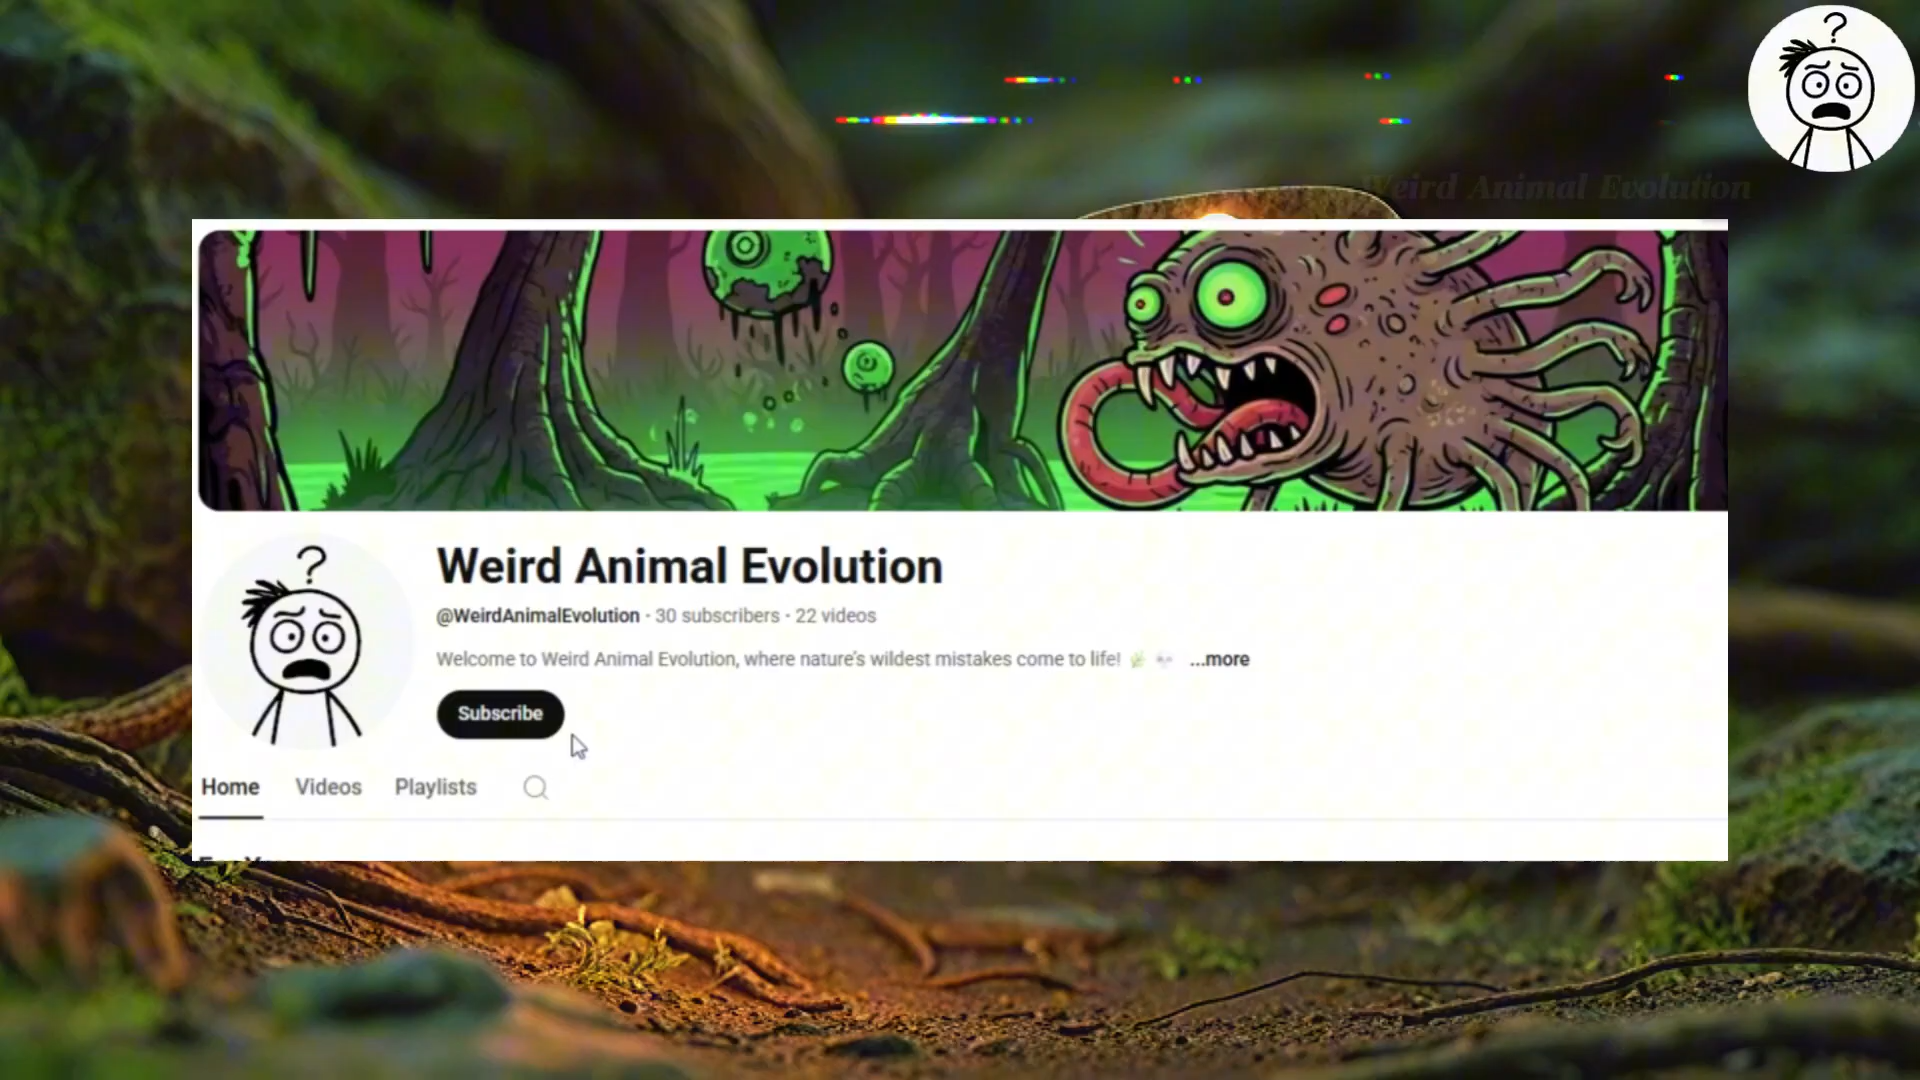 Weird Animal Evolution
?
Weird Animal Evolution
@WeirdAnimalEvolution · 30 subscribers · 22 videos
Welcome to Weird Animal Evolution, where nature's wildest mistakes come to life! 🌿 💀 ...more
?
Subscribe
Home Videos Playlists